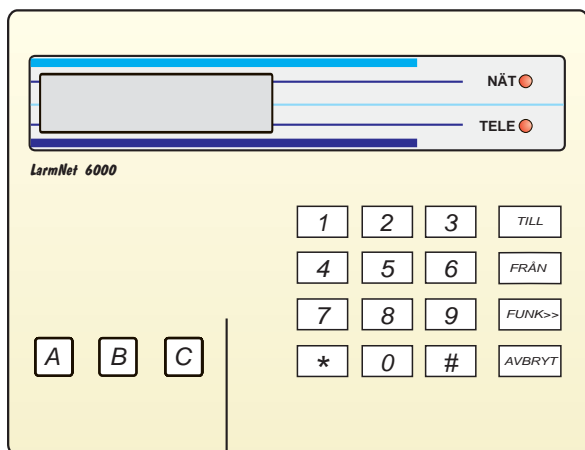 NÄT
TELE
LarmNet 6000
1 2 3 TILL
4 5 6 FRÅN
7 8 9 FUNK>>
A B C * 0 # AVBRYT